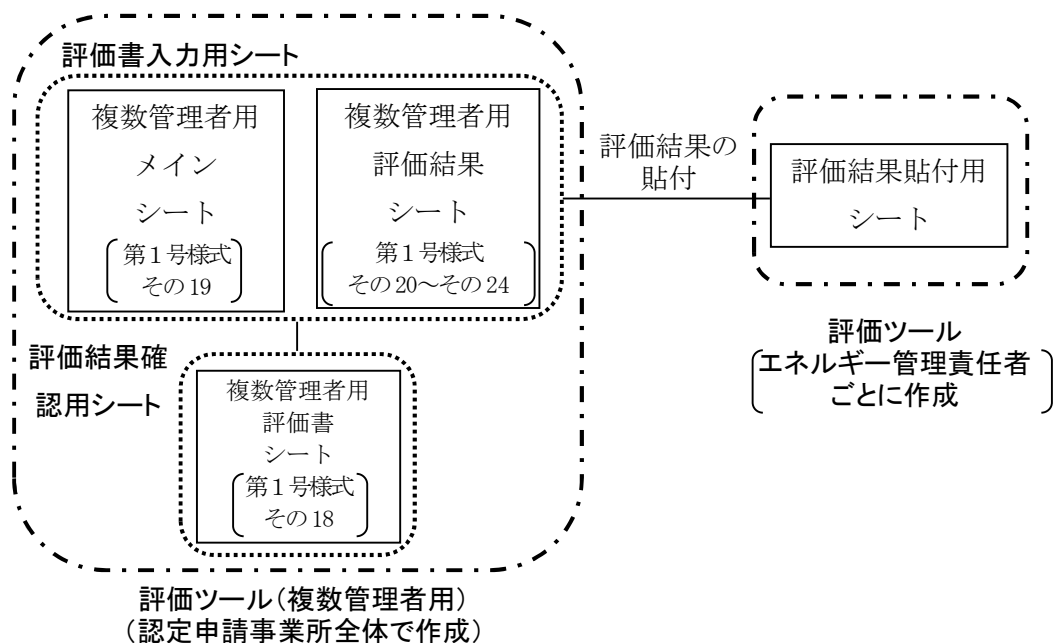 評価書入力用シート
複数管理者用
メイン
シート
第1号様式
その19
複数管理者用
評価結果
シート
第1号様式
その20～その24
評価結果の
貼付
評価結果貼付用
シート
評価ツール
エネルギー管理責任者
ごとに作成
評価結果確
認用シート
複数管理者用
評価書
シート
第1号様式
その18
評価ツール（複数管理者用）
（認定申請事業所全体で作成）